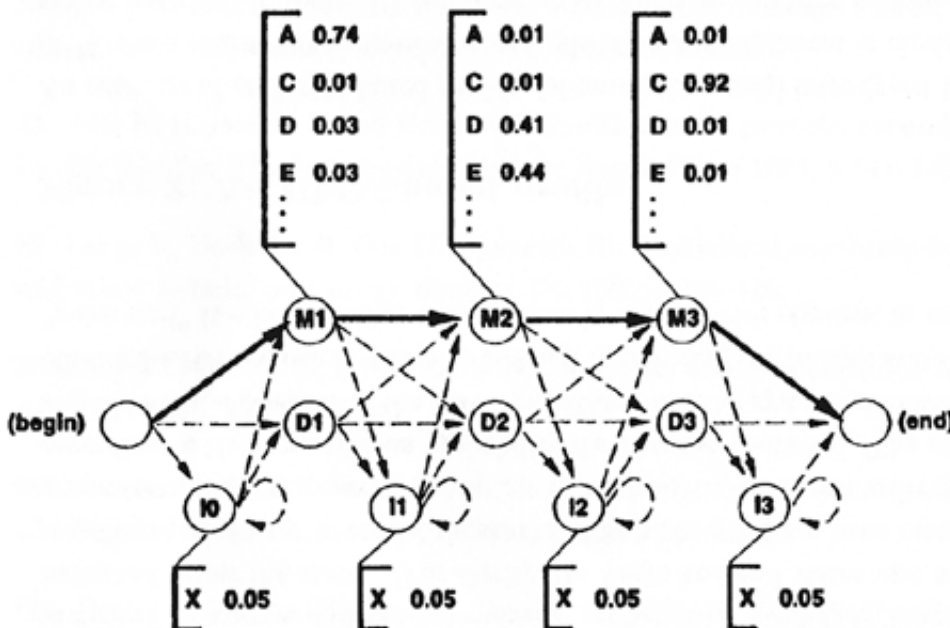 A 0.74 A 0.01 A 0.01
C 0.01 C 0.01 C 0.92
D 0.03 D 0.41 D 0.01
E 0.03 E 0.44 E 0.01
M1 M2 M3
(begin) D1 D2 D3 (end)
I0 I1 I2 I3
X 0.05 X 0.05 X 0.05 X 0.05